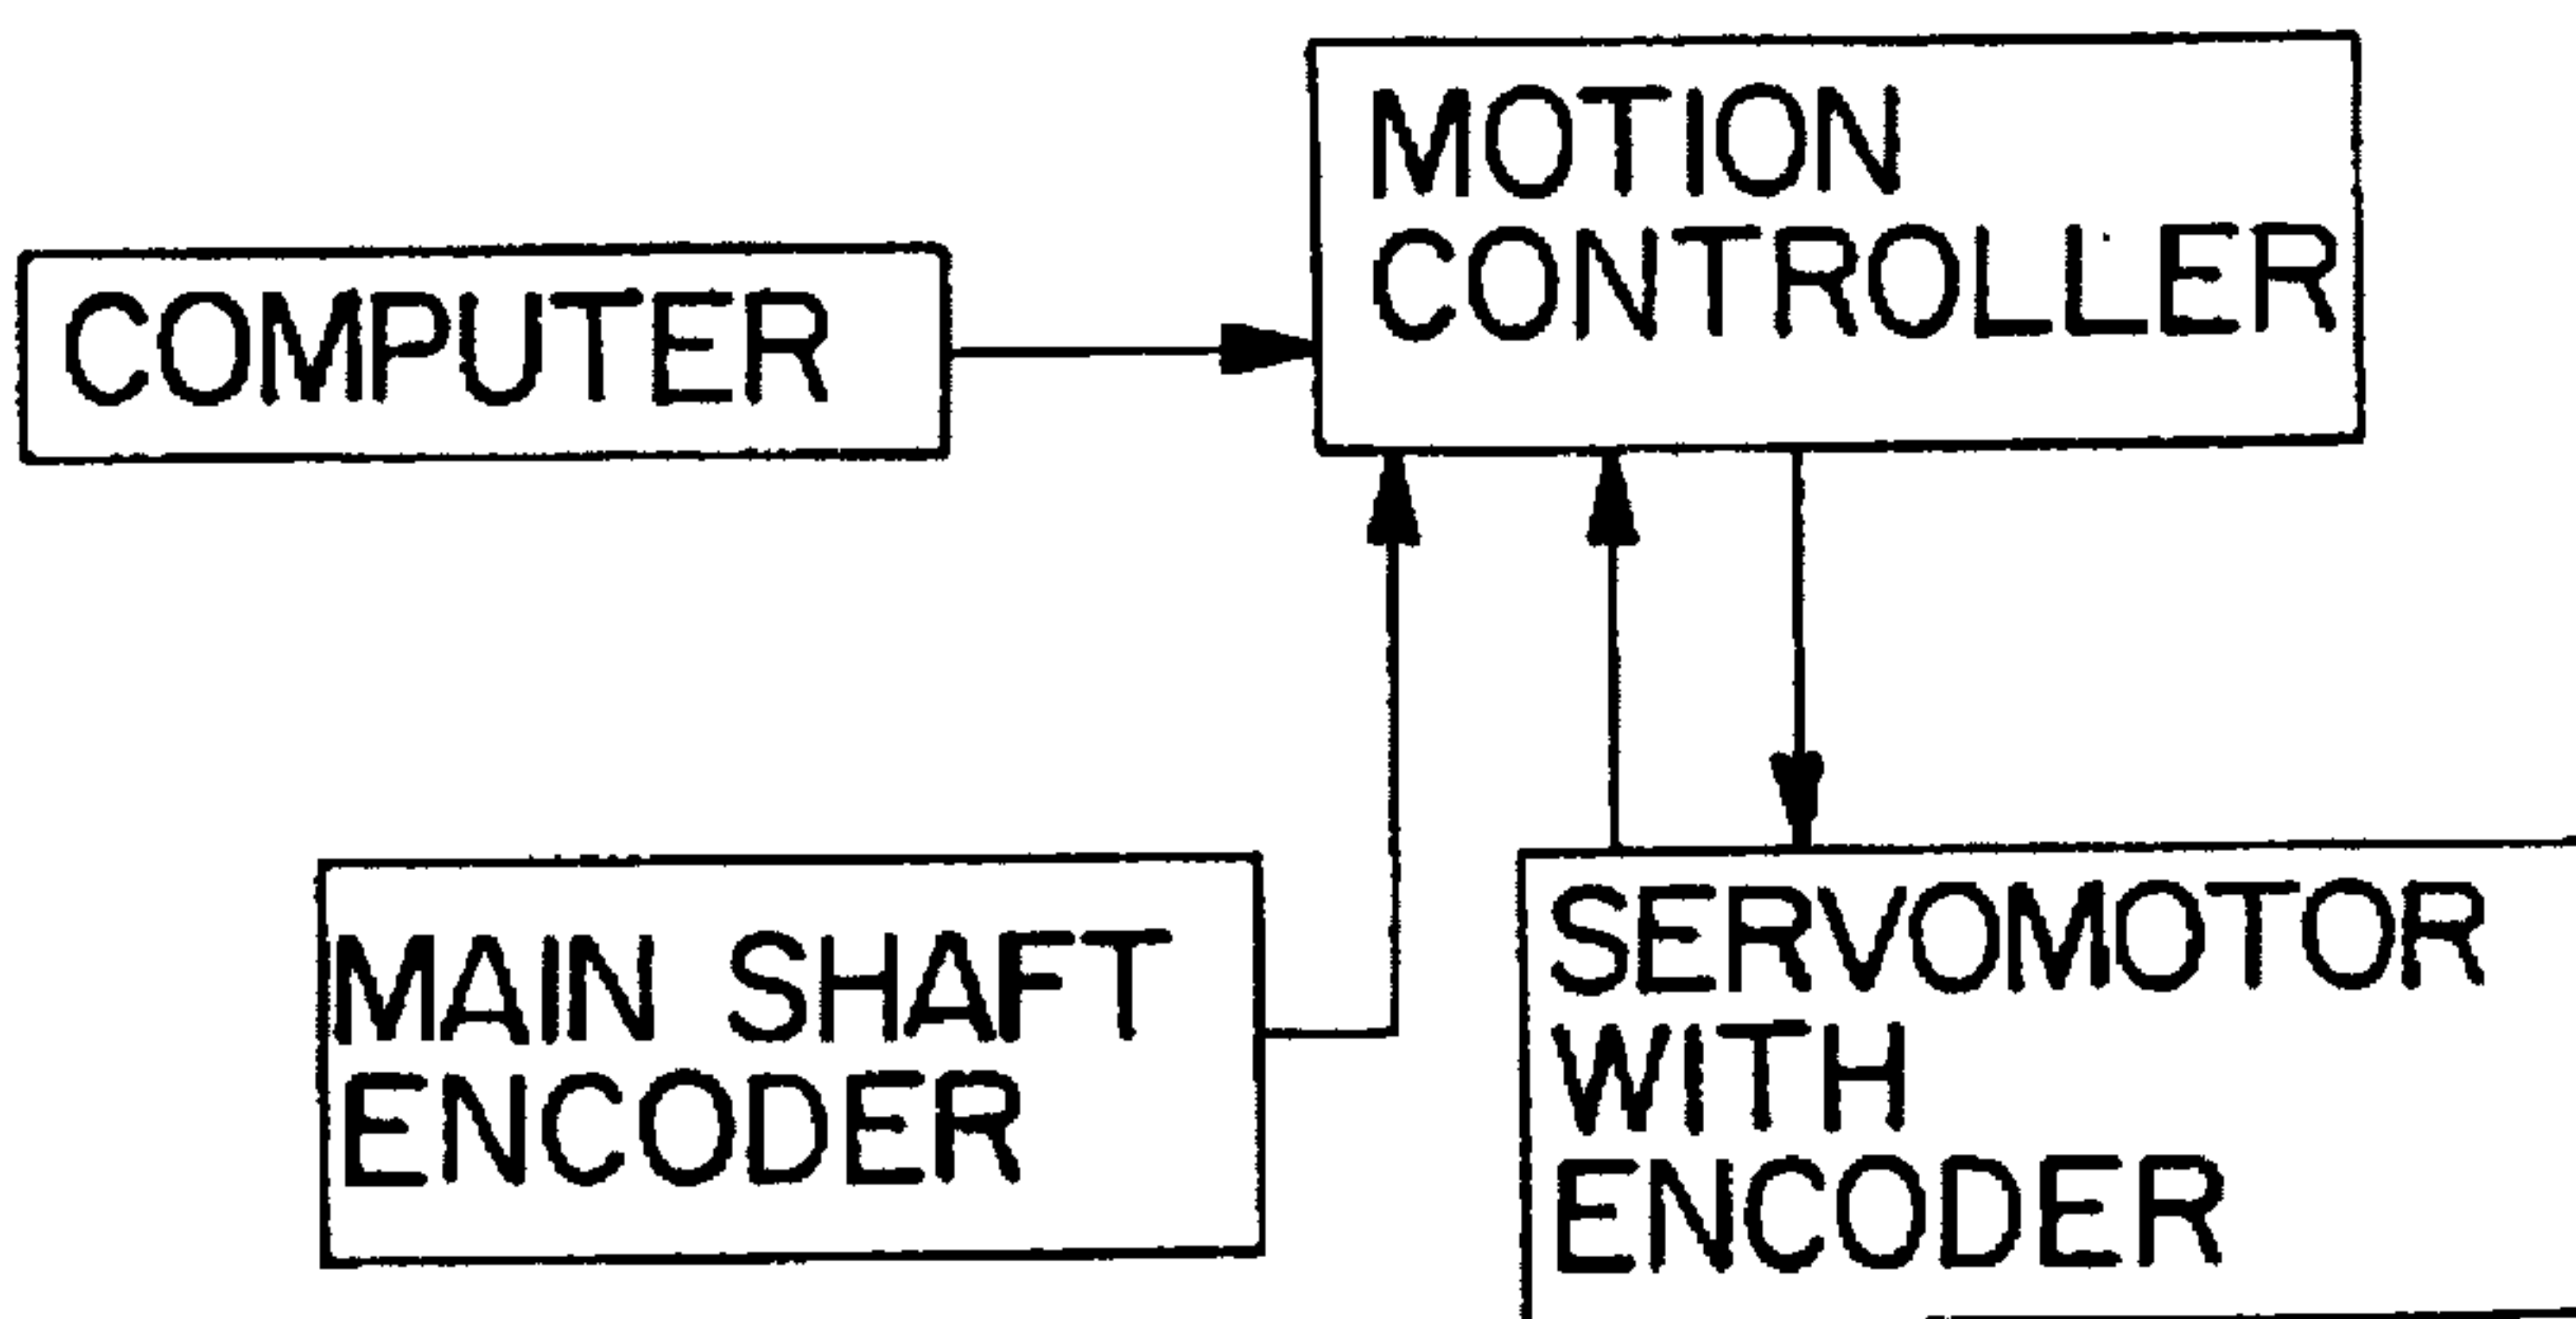 MOTION
CONTROLLER
COMPUTER
MAIN SHAFT
ENCODER
SERVOMOTOR
WITH
ENCODER